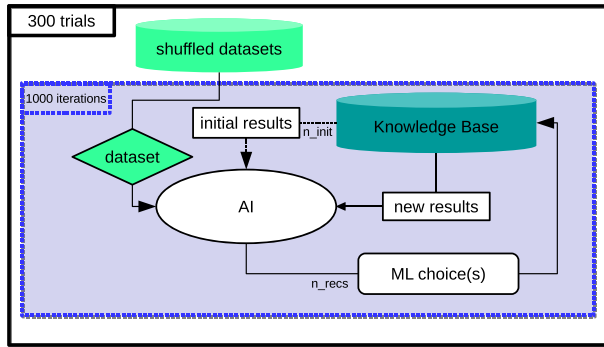 300 trials
shuffled datasets
1000 iterations
initial results
n_init
Knowledge Base
dataset
AI
new results
n_recs
ML choice(s)